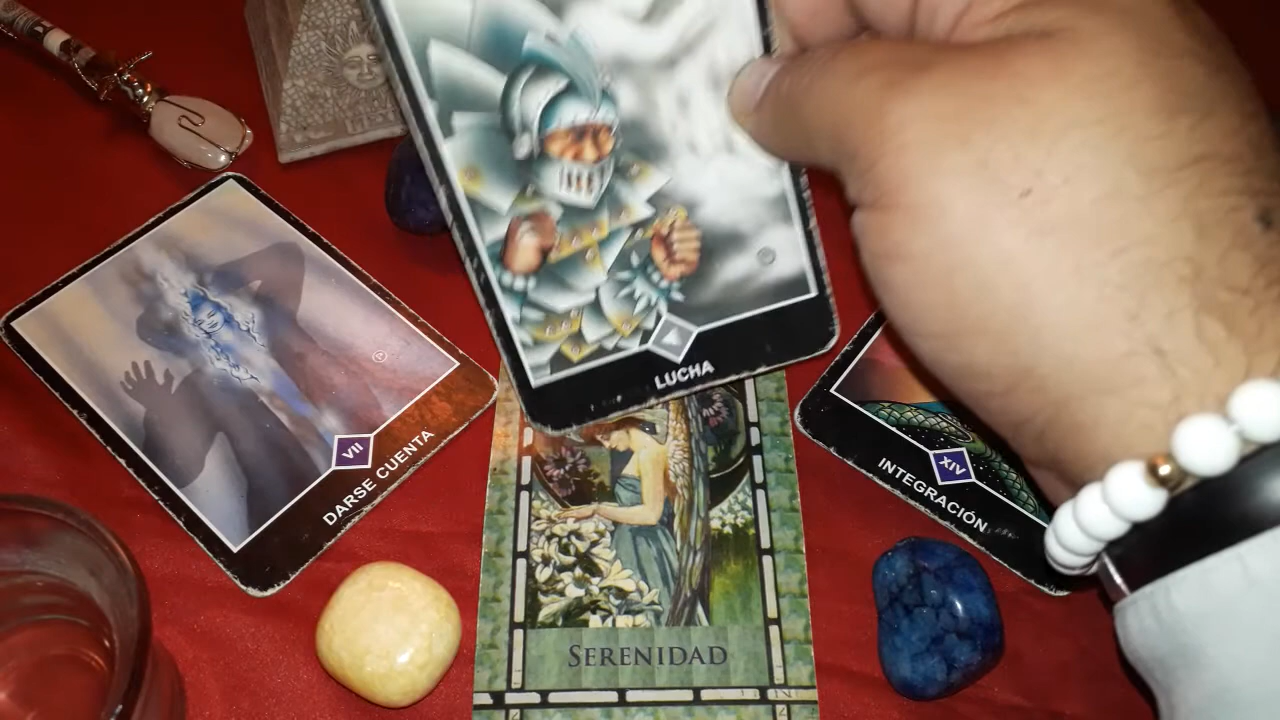 LUCHA
VII
DARSE CUENTA
XIV
INTEGRACIÓN
SERENIDAD